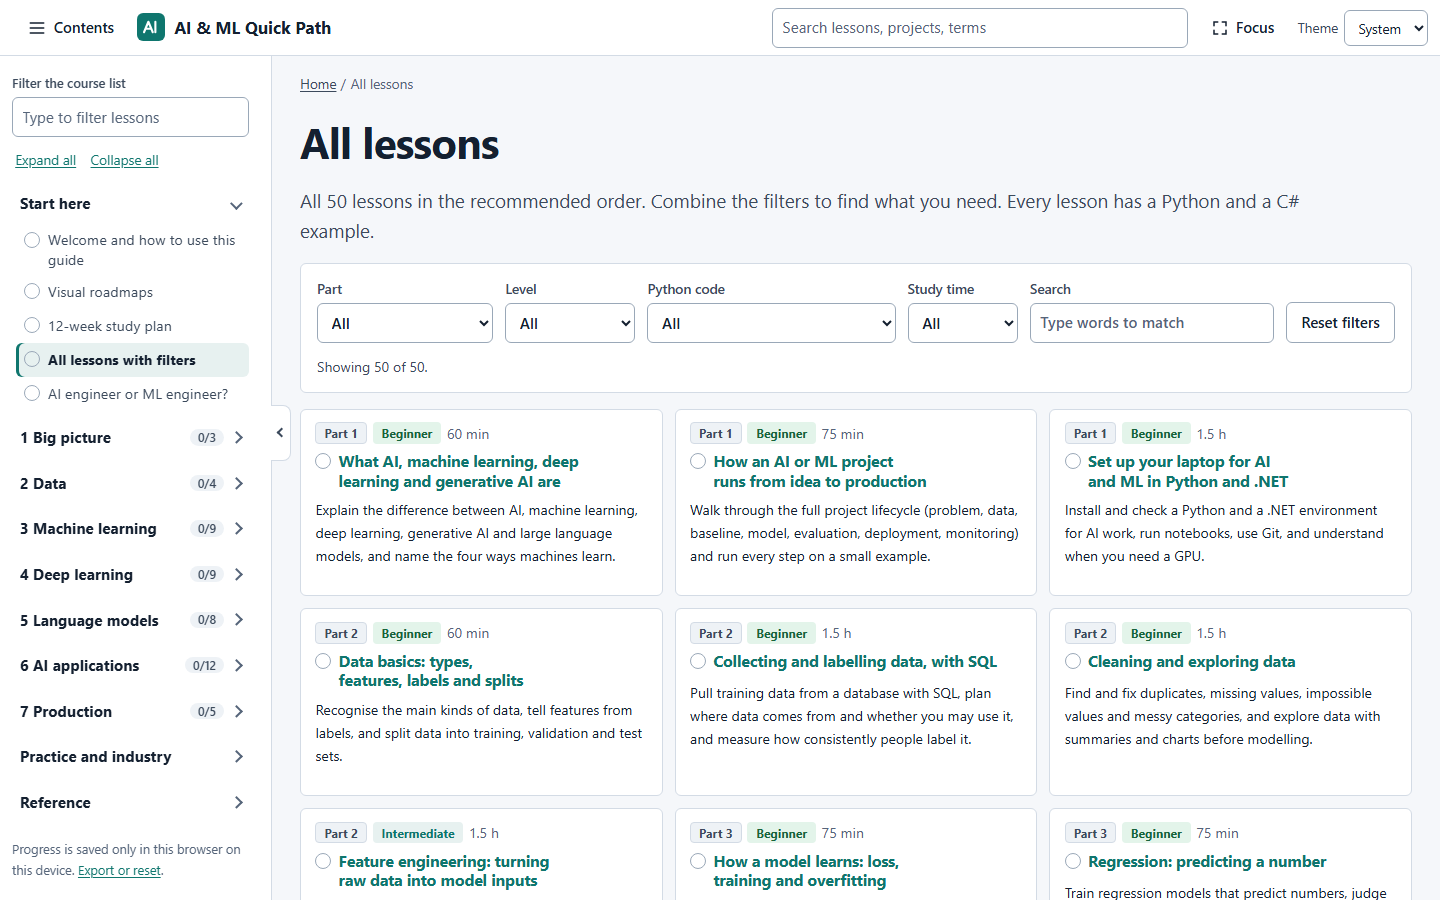 Contents
AI
AI & ML Quick Path
Search lessons, projects, terms
Focus
Theme
System
Filter the course list
Type to filter lessons
Expand all
Collapse all
Start here
Welcome and how to use this
guide
Visual roadmaps
12-week study plan
All lessons with filters
AI engineer or ML engineer?
1 Big picture 0/3
2 Data 0/4
3 Machine learning 0/9
4 Deep learning 0/9
5 Language models 0/8
6 AI applications 0/12
7 Production 0/5
Practice and industry
Reference
Progress is saved only in this browser on
this device. Export or reset.
Home / All lessons
All lessons
All 50 lessons in the recommended order. Combine the filters to find what you need. Every lesson has a Python and a C#
example.
Part
All
Level
All
Python code
All
Study time
All
Search
Type words to match
Reset filters
Showing 50 of 50.
Part 1 Beginner 60 min
What AI, machine learning, deep
learning and generative AI are
Explain the difference between AI, machine learning,
deep learning, generative AI and large language
models, and name the four ways machines learn.
Part 1 Beginner 75 min
How an AI or ML project
runs from idea to production
Walk through the full project lifecycle (problem, data,
baseline, model, evaluation, deployment, monitoring)
and run every step on a small example.
Part 1 Beginner 1.5 h
Set up your laptop for AI
and ML in Python and .NET
Install and check a Python and a .NET environment
for AI work, run notebooks, use Git, and understand
when you need a GPU.
Part 2 Beginner 60 min
Data basics: types,
features, labels and splits
Recognise the main kinds of data, tell features from
labels, and split data into training, validation and test
sets.
Part 2 Beginner 1.5 h
Collecting and labelling data, with SQL
Pull training data from a database with SQL, plan
where data comes from and whether you may use it,
and measure how consistently people label it.
Part 2 Beginner 1.5 h
Cleaning and exploring data
Find and fix duplicates, missing values, impossible
values and messy categories, and explore data with
summaries and charts before modelling.
Part 2 Intermediate 1.5 h
Feature engineering: turning
raw data into model inputs
Part 3 Beginner 75 min
How a model learns: loss,
training and overfitting
Part 3 Beginner 75 min
Regression: predicting a number
Train regression models that predict numbers, judge